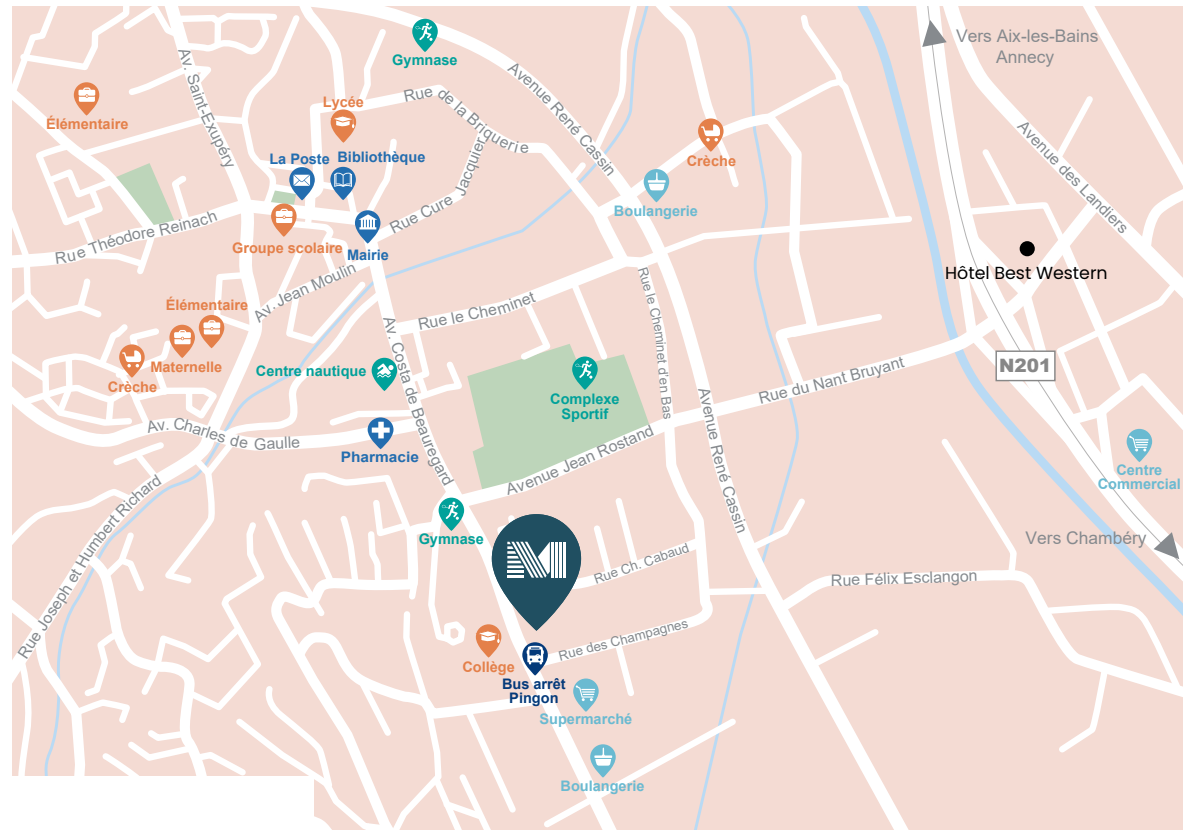 Vers Aix-les-Bains
Annecy
Gymnase
Avenue René Cassin
Av. Saint-Exupéry
Élémentaire
Lycée
Rue de la Briquerie
Crèche
Avenue des Landiers
La Poste
Bibliothèque
Rue Cure Jacquier
Boulangerie
Rue Théodore Reinach
Groupe scolaire
Mairie
Hôtel Best Western
Av. Jean Moulin
Élémentaire
Rue le Cheminet
Rue le Cheminet d'en Bas
Maternelle
Crèche
Centre nautique
Av. Costa de Beauregard
Complexe
Sportif
Rue du Nant Bruyant
N201
Avenue René Cassin
Av. Charles de Gaulle
Pharmacie
Avenue Jean Rostand
Centre
Commercial
Rue Joseph et Humbert Richard
Gymnase
M
Vers Chambéry
Rue Ch. Cabaud
Rue Félix Esclangon
Rue des Champagnes
Collège
Bus arrêt
Pingon
Supermarché
Boulangerie